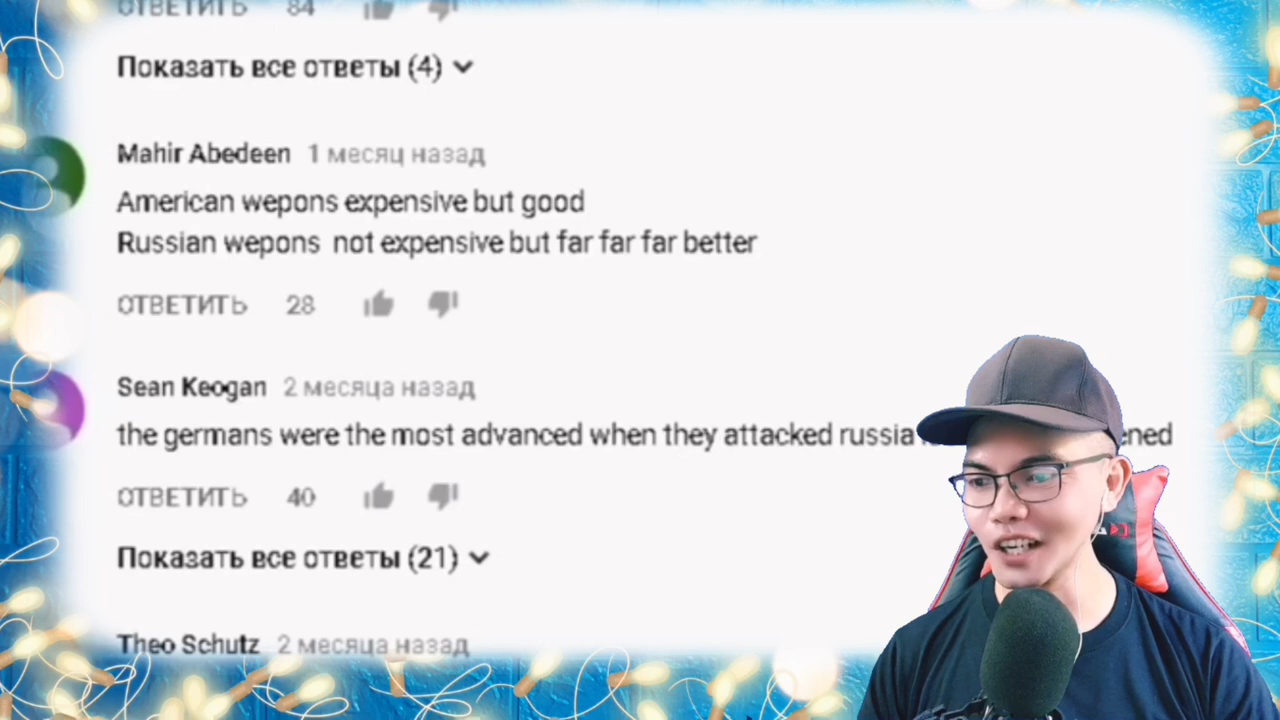 ОТВЕТИТЬ 84
Показать все ответы (4)
Mahir Abedeen 1 месяц назад
American wepons expensive but good
Russian wepons not expensive but far far far better
ОТВЕТИТЬ 28
Sean Keogan 2 месяца назад
the germans were the most advanced when they attacked russia
ОТВЕТИТЬ 40
Показать все ответы (21)
Theo Schutz 2 месяца назад